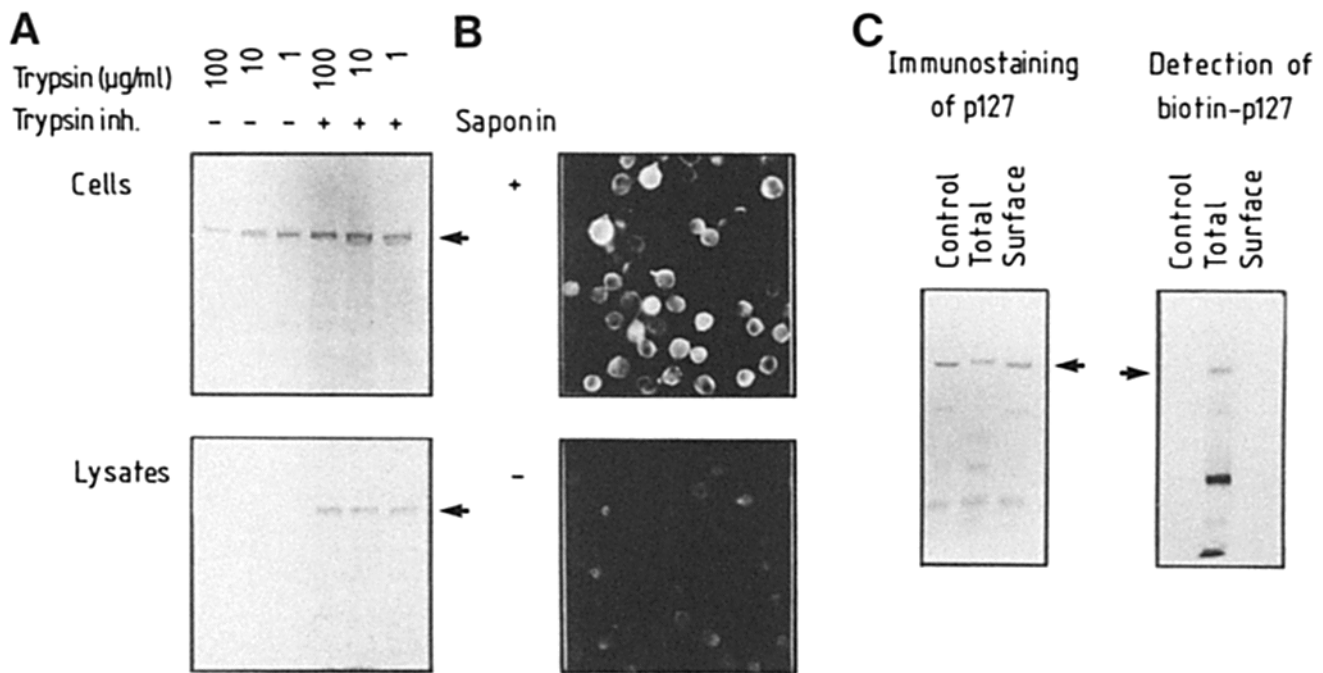 A
Trypsin (µg/ml) 100 10 1 100 10 1
Trypsin inh. - - - + + +
Cells
Lysates
B
Saponin
+
-
C
Immunostaining
of p127
Control
Total
Surface
Detection of
biotin-p127
Control
Total
Surface